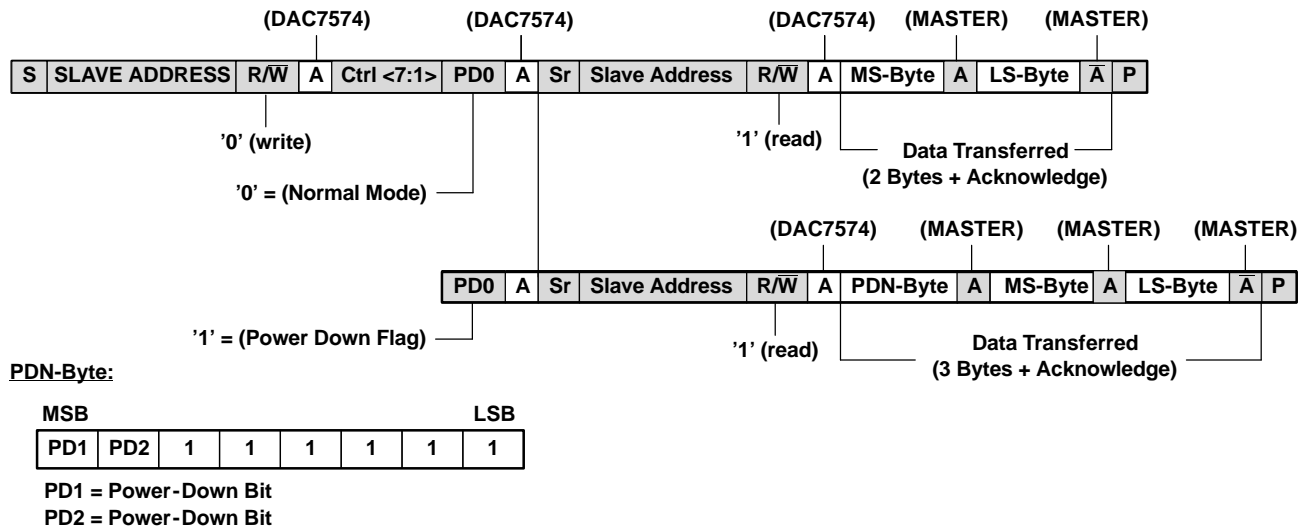 (DAC7574) (DAC7574) (DAC7574) (MASTER) (MASTER)
S SLAVE ADDRESS R/W̅ A Ctrl <7:1> PD0 A Sr Slave Address R/W̅ A MS-Byte A LS-Byte A̅ P
'0' (write) '1' (read) Data Transferred
(2 Bytes + Acknowledge)
'0' = (Normal Mode)
(DAC7574) (MASTER) (MASTER) (MASTER)
PD0 A Sr Slave Address R/W̅ A PDN-Byte A MS-Byte A LS-Byte A̅ P
'1' = (Power Down Flag) '1' (read) Data Transferred
(3 Bytes + Acknowledge)
PDN-Byte:
MSB LSB
PD1 PD2 1 1 1 1 1 1
PD1 = Power-Down Bit
PD2 = Power-Down Bit